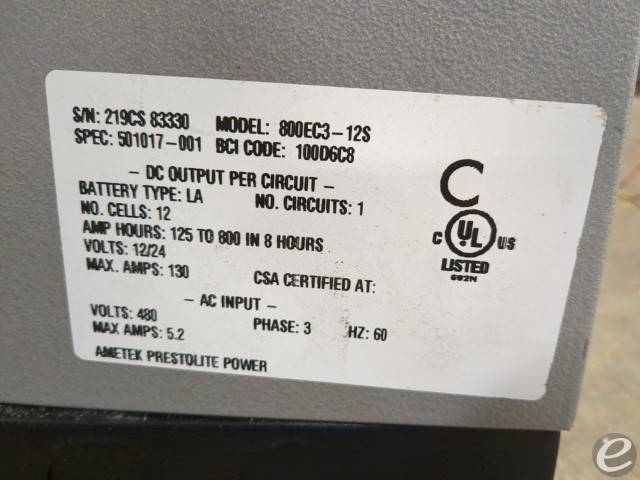 S/N: 219CS 83330 MODEL: 800EC3-12S
SPEC: 501017-001 BCI CODE: 100D6C8
- DC OUTPUT PER CIRCUIT -
BATTERY TYPE: LA NO. CIRCUITS: 1
NO. CELLS: 12
AMP HOURS: 125 TO 800 IN 8 HOURS
VOLTS: 12/24
MAX. AMPS: 130 CSA CERTIFIED AT:
- AC INPUT -
VOLTS: 480 PHASE: 3 HZ: 60
MAX AMPS: 5.2
AMETEK PRESTOLITE POWER
C
C UL US
LISTED
692N
e